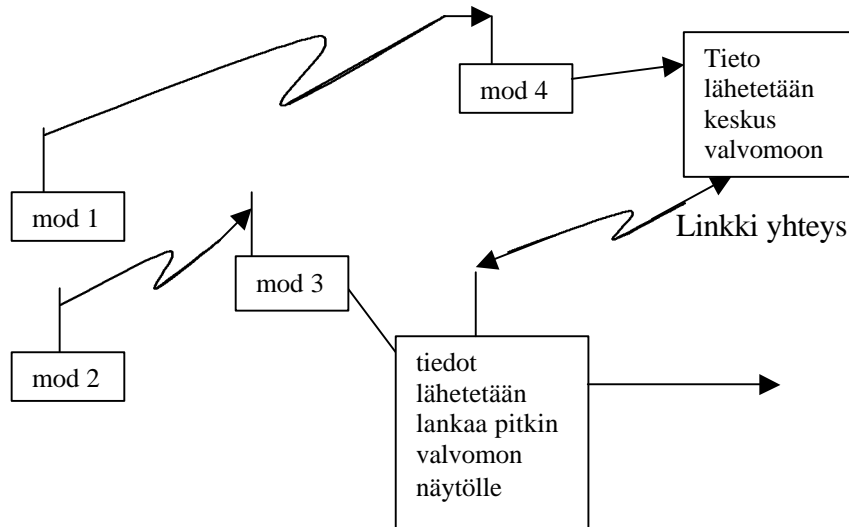 mod 4
Tieto
lähetetään
keskus
valvomoon
mod 1
Linkki yhteys
mod 3
mod 2
tiedot
lähetetään
lankaa pitkin
valvomon
näytölle